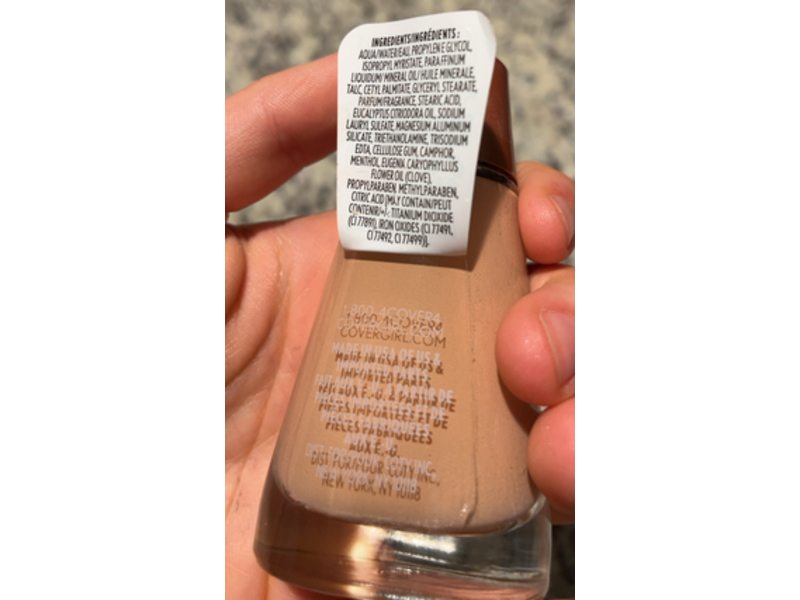 INGREDIENTS/INGRÉDIENTS:
AQUA/WATER/EAU, PROPYLENE GLYCOL,
ISOPROPYL MYRISTATE, PARAFFINUM
LIQUIDUM/ MINERAL OIL/ HUILE MINERALE,
TALC, CETYL PALMITATE, GLYCERYL STEARATE,
PARFUM/FRAGRANCE, STEARIC ACID,
EUCALYPTUS CITRIODORA OIL, SODIUM
LAURYL SULFATE, MAGNESIUM ALUMINUM
SILICATE, TRIETHANOLAMINE, TRISODIUM
EDTA, CELLULOSE GUM, CAMPHOR,
MENTHOL, EUGENIA CARYOPHYLLUS
FLOWER OIL (CLOVE),
PROPYLPARABEN, METHYLPARABEN,
CITRIC ACID [MAY CONTAIN/PEUT
CONTENIR/+/-: TITANIUM DIOXIDE
(CI 77891), IRON OXIDES (CI 77491,
CI 77492, CI 77499)].
1-800-4COVER4
COVERGIRL.COM
MADE IN USA OF US &
IMPORTED PARTS
FAIT AUX É.-G. À PARTIR DE
PIÈCES IMPORTÉES ET DE
PIÈCES FABRIQUÉES
AUX É.-G.
DIST. FOR/POUR: COTY INC.,
NEW YORK, NY 10118